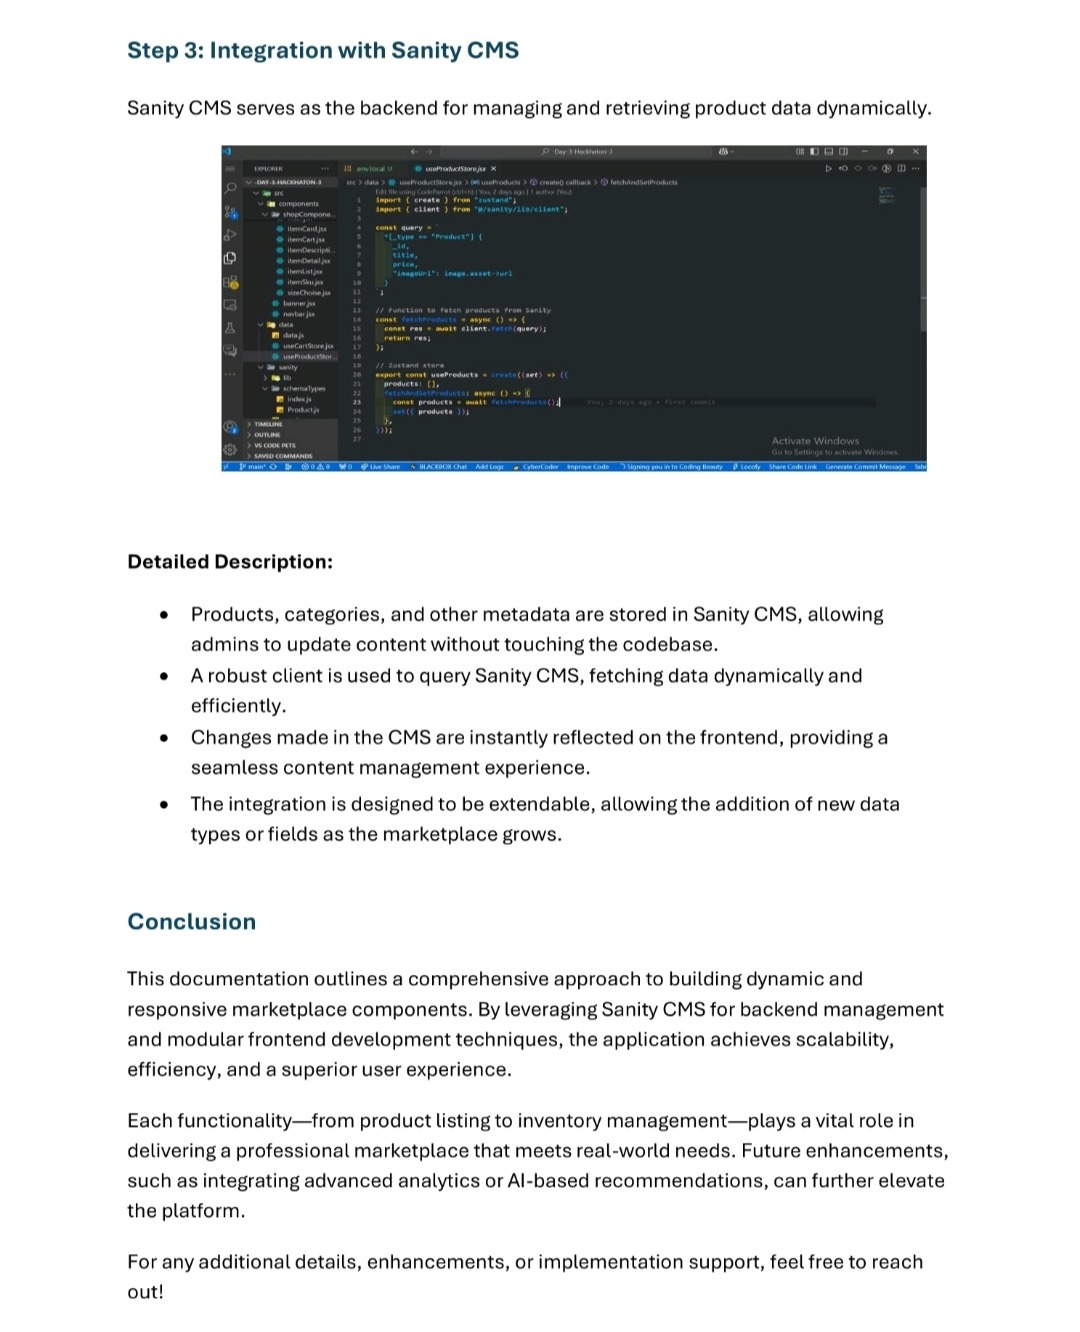 Step 3: Integration with Sanity CMS
Sanity CMS serves as the backend for managing and retrieving product data dynamically.
Day-3-Hackhaton-3
EXPLORER
.env.local U
useProductStore.jsx
DAY-3-HACKHATON-3
src > data > useProductStore.jsx > useProducts > create() callback > fetchAndSetProducts
src
Edit file using CodeParrot (ctrl+k) | You, 2 days ago | 1 author (You)
components
1 import { create } from "zustand";
shopCompone...
2 import { client } from "@/sanity/lib/client";
3
itemCard.jsx
4 const query = `
itemCart.jsx
5 *[_type == "Product"] {
itemDescripti...
6 _id,
7 title,
itemDetail.jsx
8 price,
itemList.jsx
9 "imageUrl": image.asset->url
itemSku.jsx
10 }
sizeChoise.jsx
11 `;
banner.jsx
12
navbar.jsx
13 // Function to fetch products from Sanity
data
14 const fetchProducts = async () => {
data.js
15 const res = await client.fetch(query);
16 return res;
useCartStore.jsx
17 };
useProductStor...
18
sanity
19 // Zustand store
lib
20 export const useProducts = create((set) => ({
schemaTypes
21 products: [],
22 fetchAndSetProducts: async () => {
index.js
23 const products = await fetchProducts(); You, 2 days ago • first commit
Product.js
24 set({ products });
TIMELINE
25 },
OUTLINE
26 }));
VS CODE PETS
27
SAVED COMMANDS
Activate Windows
Go to Settings to activate Windows.
main* 0 0 0 Live Share BLACKBOX Chat Add Logs CyberCoder Improve Code Signing you in to Coding Beauty Locofy Share Code Link Generate Commit Message
Detailed Description:
• Products, categories, and other metadata are stored in Sanity CMS, allowing
admins to update content without touching the codebase.
• A robust client is used to query Sanity CMS, fetching data dynamically and
efficiently.
• Changes made in the CMS are instantly reflected on the frontend, providing a
seamless content management experience.
• The integration is designed to be extendable, allowing the addition of new data
types or fields as the marketplace grows.
Conclusion
This documentation outlines a comprehensive approach to building dynamic and
responsive marketplace components. By leveraging Sanity CMS for backend management
and modular frontend development techniques, the application achieves scalability,
efficiency, and a superior user experience.
Each functionality—from product listing to inventory management—plays a vital role in
delivering a professional marketplace that meets real-world needs. Future enhancements,
such as integrating advanced analytics or AI-based recommendations, can further elevate
the platform.
For any additional details, enhancements, or implementation support, feel free to reach
out!